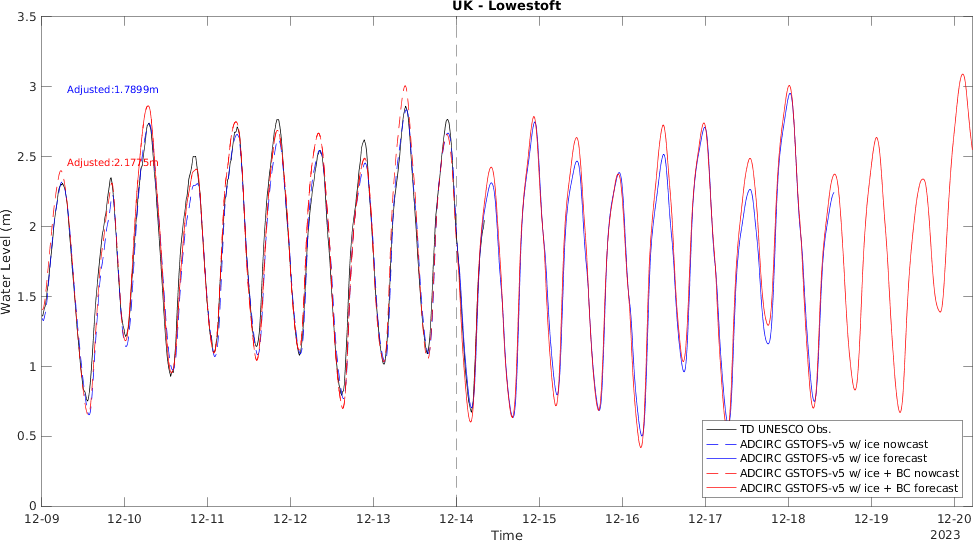 UK - Lowestoft
3.5
3
2.5
2
1.5
1
0.5
0
Water Level (m)
Adjusted:1.7899m
Adjusted:2.1775m
TD UNESCO Obs.
ADCIRC GSTOFS-v5 w/ ice nowcast
ADCIRC GSTOFS-v5 w/ ice forecast
ADCIRC GSTOFS-v5 w/ ice + BC nowcast
ADCIRC GSTOFS-v5 w/ ice + BC forecast
12-09 12-10 12-11 12-12 12-13 12-14 12-15 12-16 12-17 12-18 12-19 12-20
Time
2023